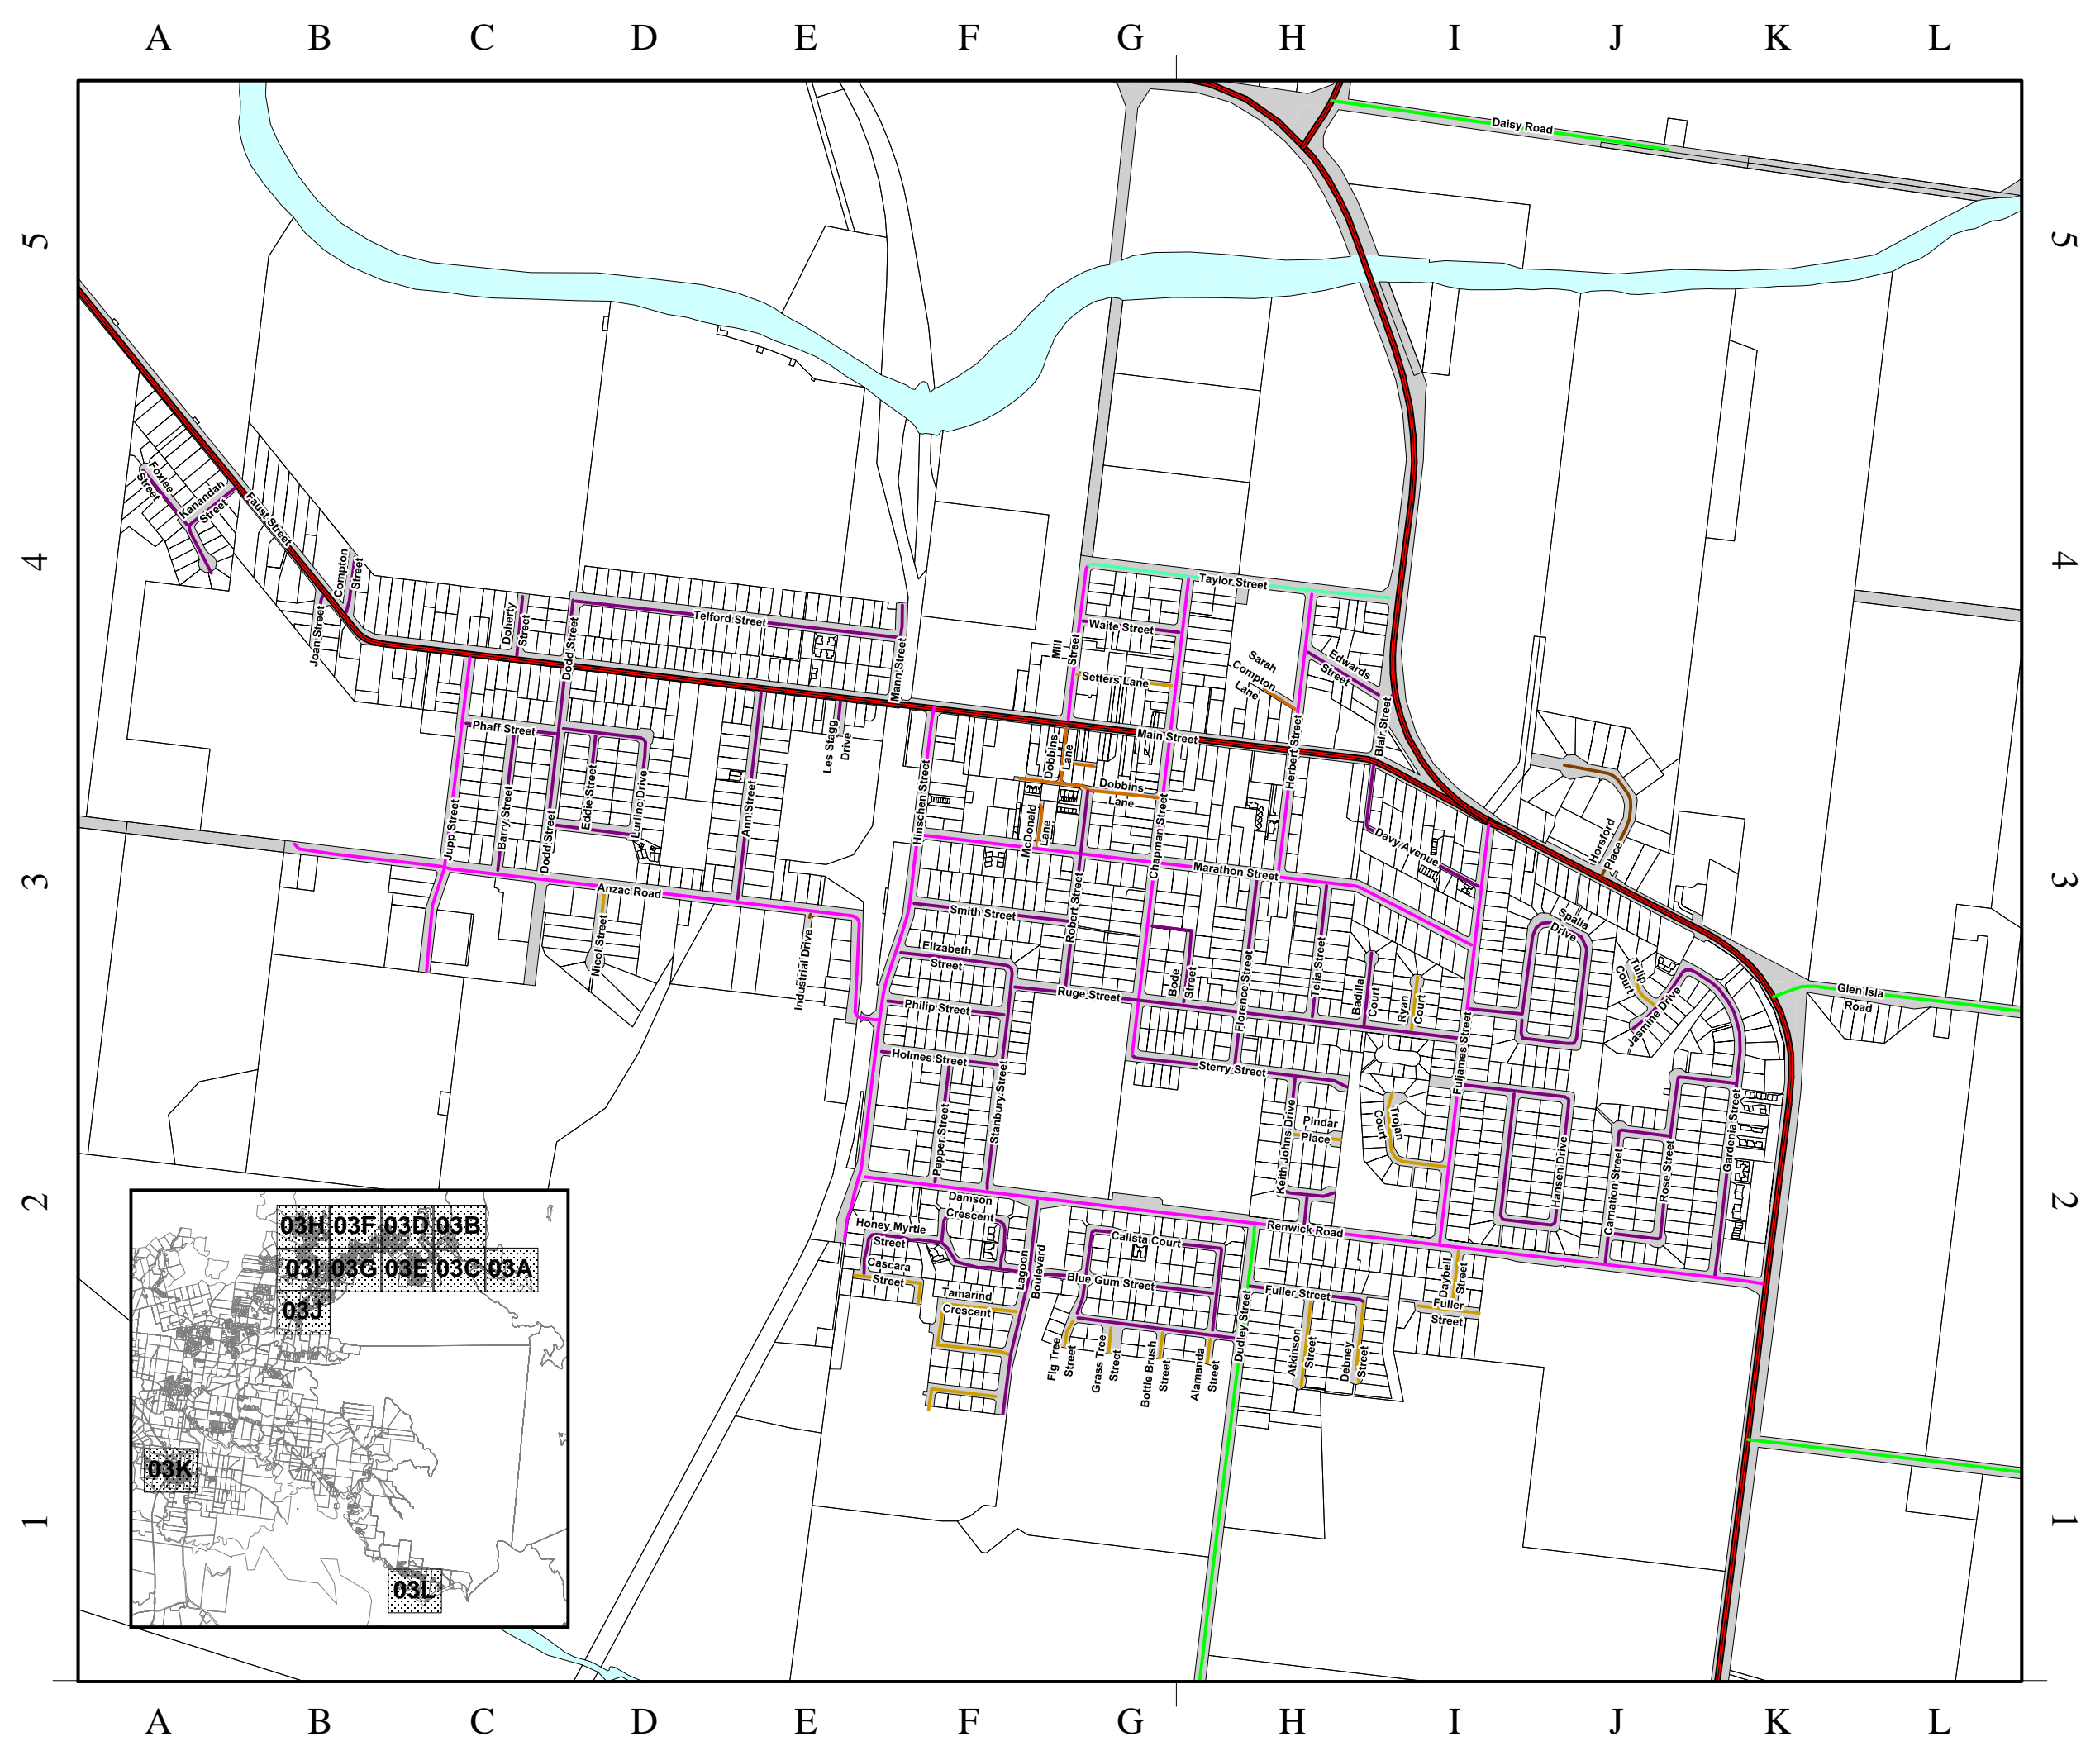 A B C D E F G H I J K L
Daisy Road
5
5
Foxlee
Street
Kanandah
Street
Faust Street
4
4
Compton
Street
Joan Street
Doherty
Street
Dodd Street
Telford Street
Mann Street
Taylor Street
Waite Street
Mill
Street
Setters Lane
Sarah
Compton
Lane
Edwards
Street
Blair Street
Herbert Street
Main Street
Phaff Street
Les Stagg
Drive
Dobbins
Lane
Dobbins
Lane
McDonald
Lane
Hinschen Street
Jupp Street
Barry Street
Dodd Street
Eddie Street
Lurline Drive
Ann Street
Chapman Street
Davy Avenue
Horsford
Place
Marathon Street
3
3
Anzac Road
Nicol Street
Industrial Drive
Smith Street
Robert Street
Elizabeth
Street
Philip Street
Ruge Street
Bode
Street
Florence Street
Telia Street
Badilla
Court
Ryan
Court
Spalla
Drive
Tulip
Court
Jasmine Drive
Glen Isla
Road
Holmes Street
Sterry Street
Fuljames Street
Pepper Street
Stanbury Street
Keith Johns Drive
Pindar
Place
Trojan
Court
Hansen Drive
Carnation Street
Rose Street
Gardenia Street
2
2
Damson
Crescent
Honey Myrtle
Street
Renwick Road
Cascara
Street
Lagoon
Boulevard
Calista Court
Blue Gum Street
Tamarind
Crescent
Fuller Street
Daybell
Street
Fuller
Street
Dudley Street
Fig Tree
Street
Grass Tree
Street
Bottle Brush
Street
Alamanda
Street
Atkinson
Street
Debney
Street
03H 03F 03D 03B
03I 03G 03E 03C 03A
03J
03K
03L
1
1
A B C D E F G H I J K L